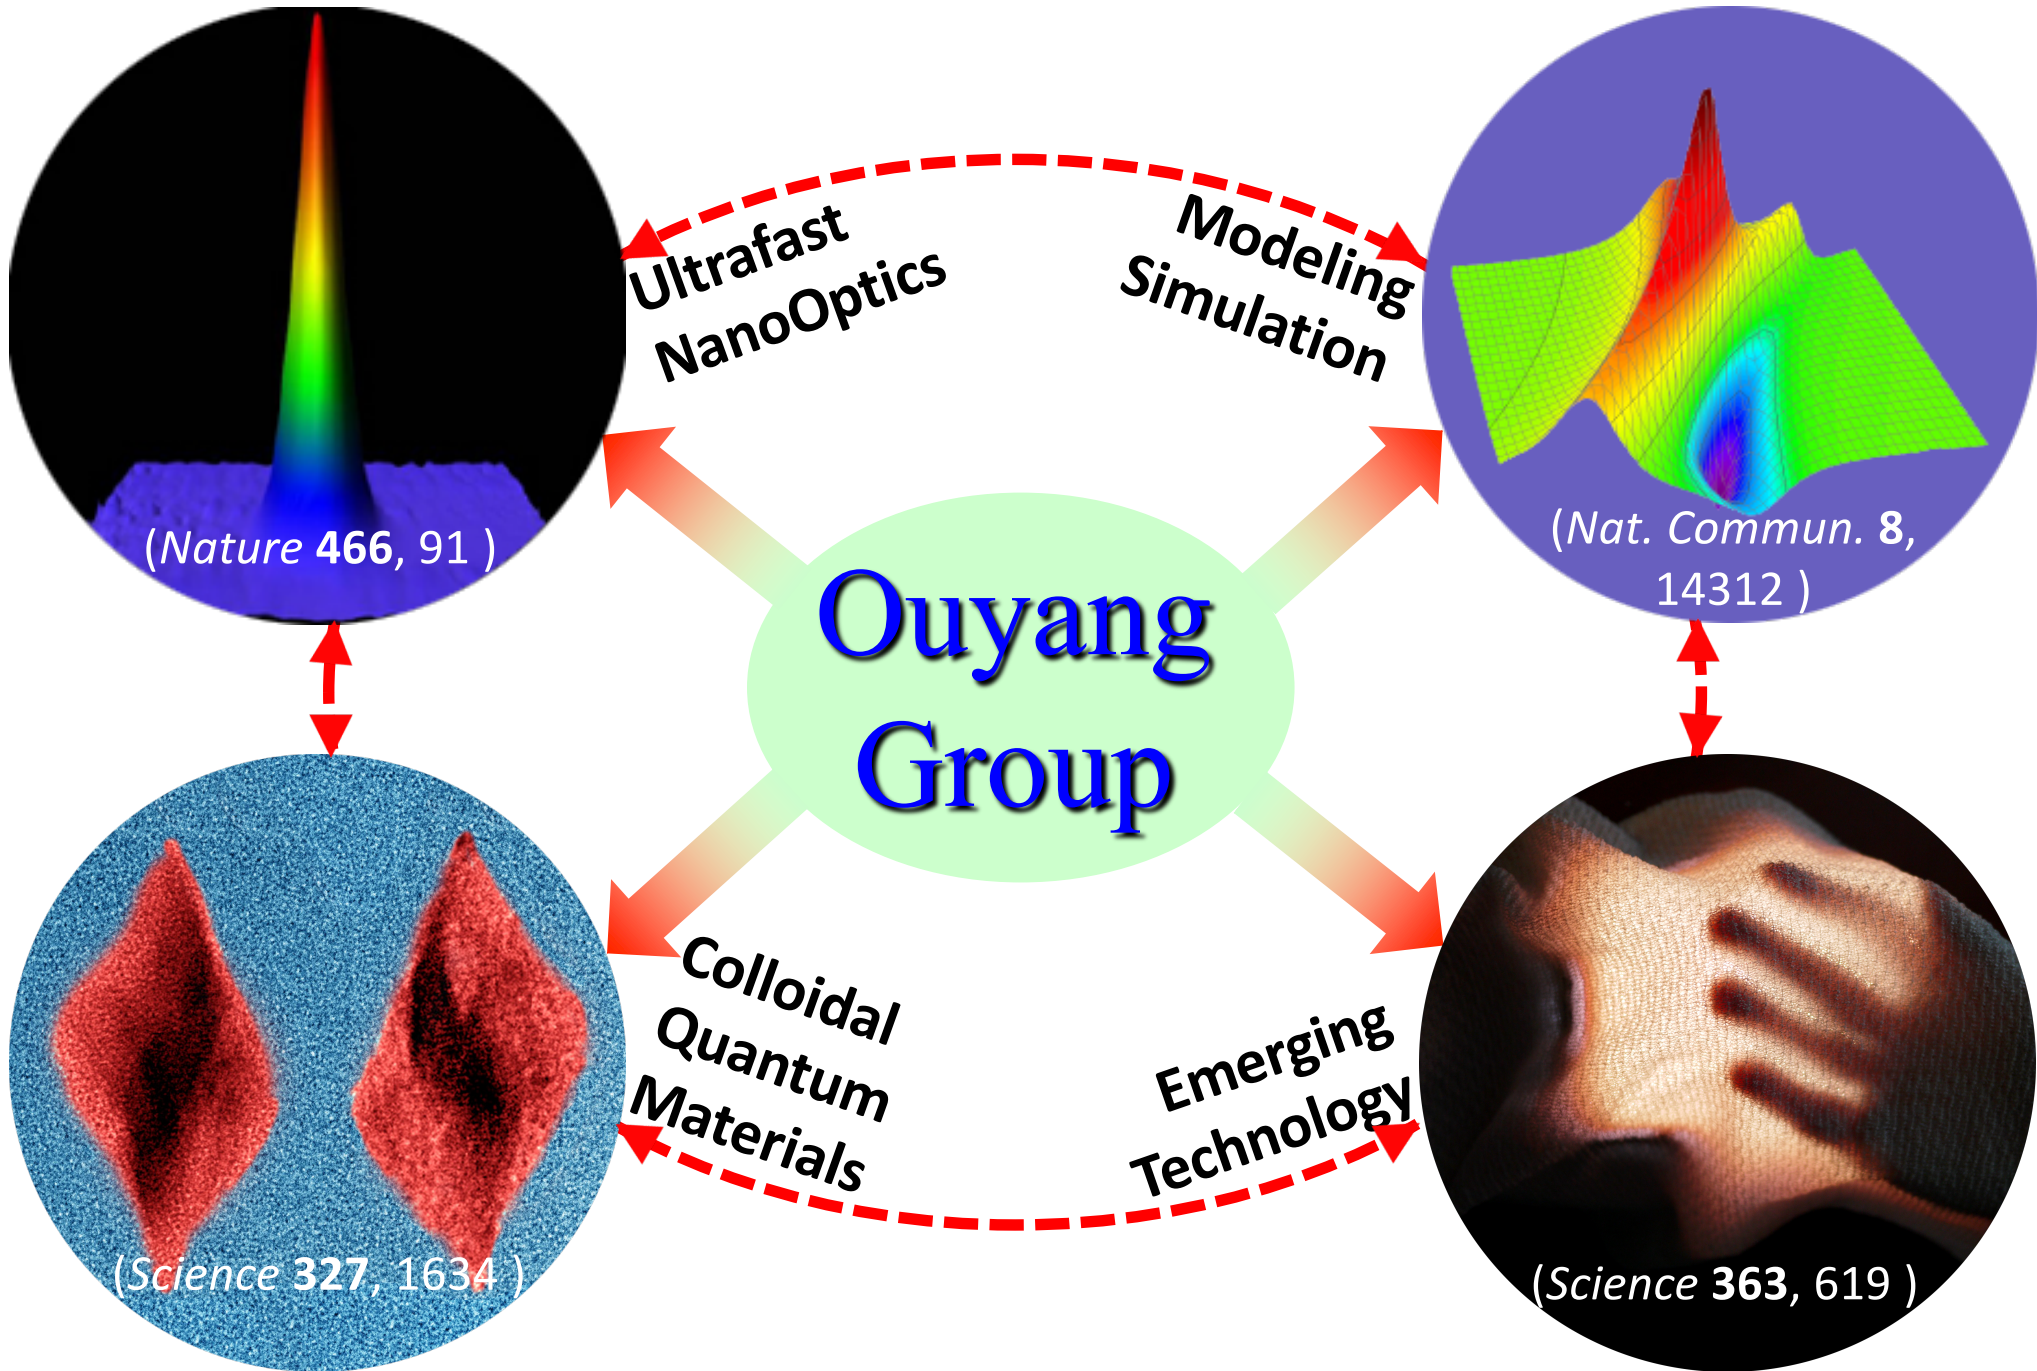 Ultrafast
NanoOptics
Modeling
Simulation
(Nature 466, 91 )
(Nat. Commun. 8,
14312 )
Ouyang
Group
Colloidal
Quantum
Materials
Emerging
Technology
(Science 327, 1634 )
(Science 363, 619 )